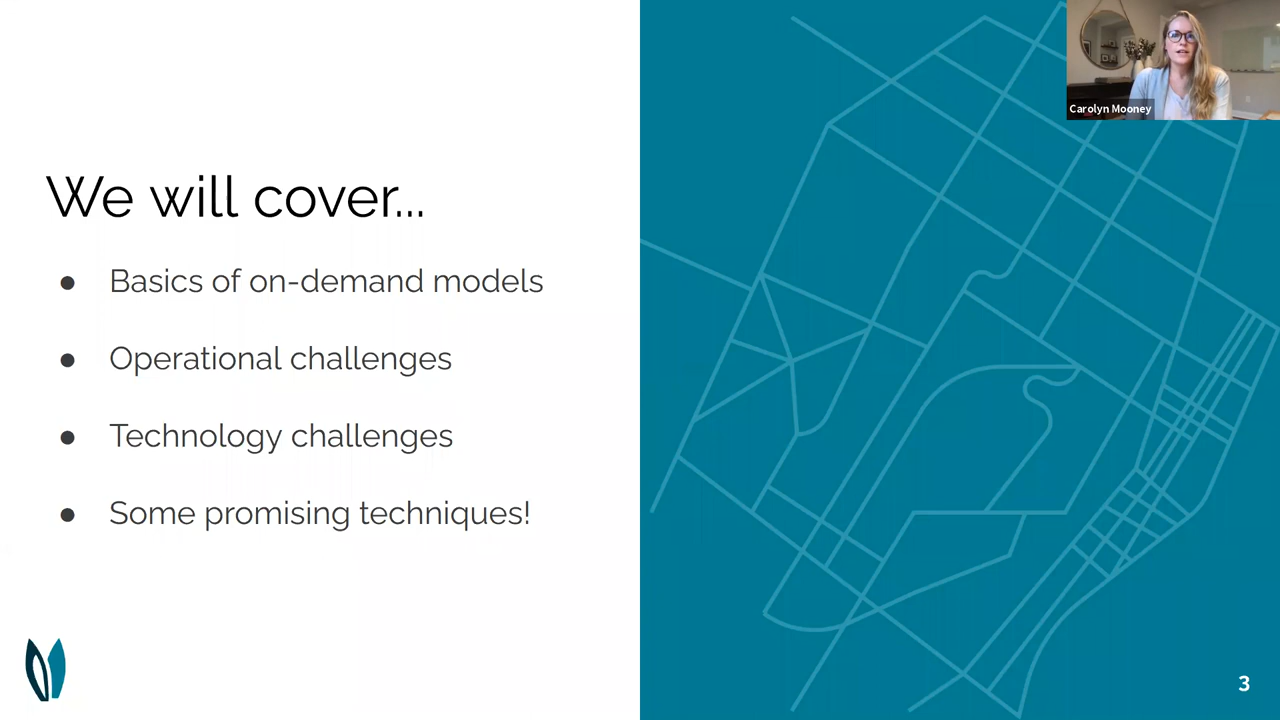 Carolyn Mooney
We will cover...
● Basics of on-demand models
● Operational challenges
● Technology challenges
● Some promising techniques!
3